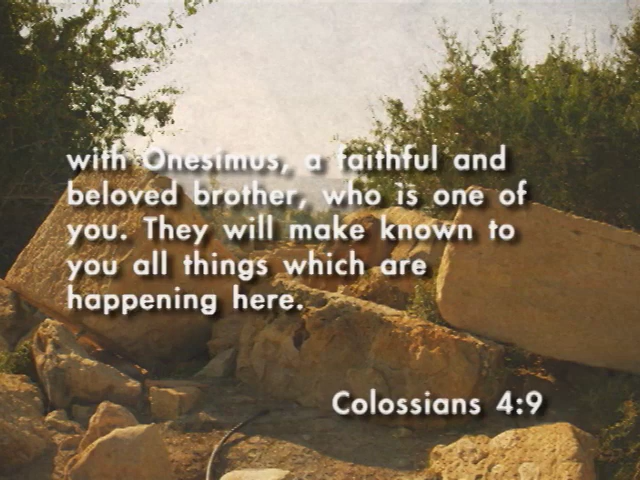 with Onesimus, a faithful and
beloved brother, who is one of
you. They will make known to
you all things which are
happening here.
Colossians 4:9